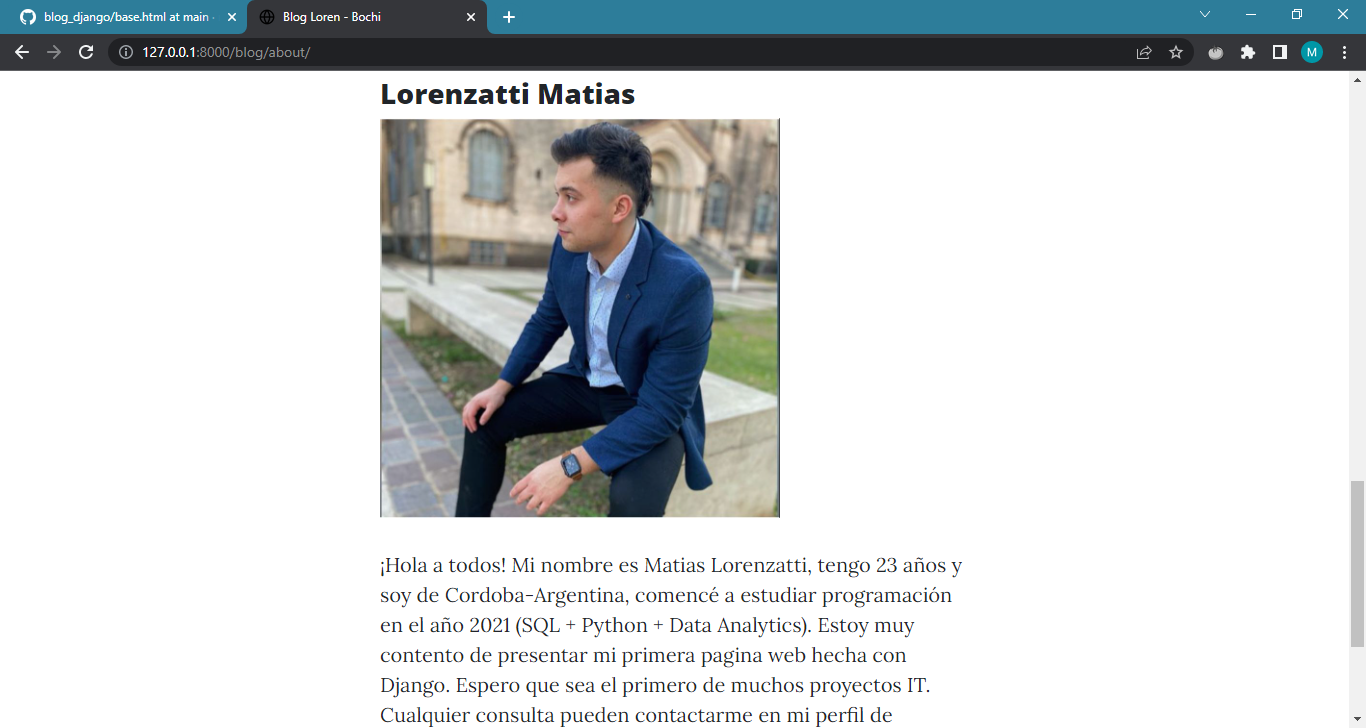 blog_django/base.html at main
Blog Loren - Bochi
127.0.0.1:8000/blog/about/
M
Lorenzatti Matias
¡Hola a todos! Mi nombre es Matias Lorenzatti, tengo 23 años y
soy de Cordoba-Argentina, comencé a estudiar programación
en el año 2021 (SQL + Python + Data Analytics). Estoy muy
contento de presentar mi primera pagina web hecha con
Django. Espero que sea el primero de muchos proyectos IT.
Cualquier consulta pueden contactarme en mi perfil de